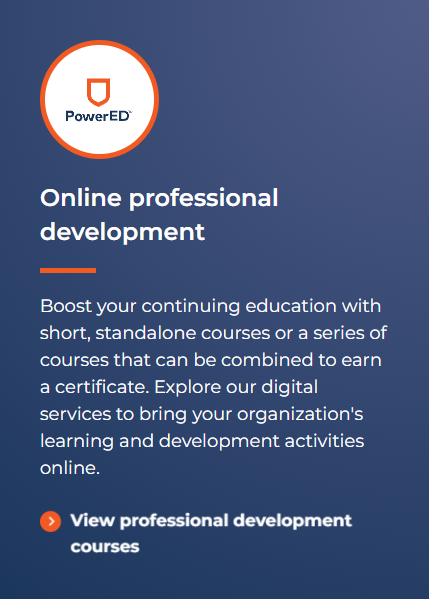 PowerED™
Online professional
development
Boost your continuing education with
short, standalone courses or a series of
courses that can be combined to earn
a certificate. Explore our digital
services to bring your organization's
learning and development activities
online.
View professional development
courses